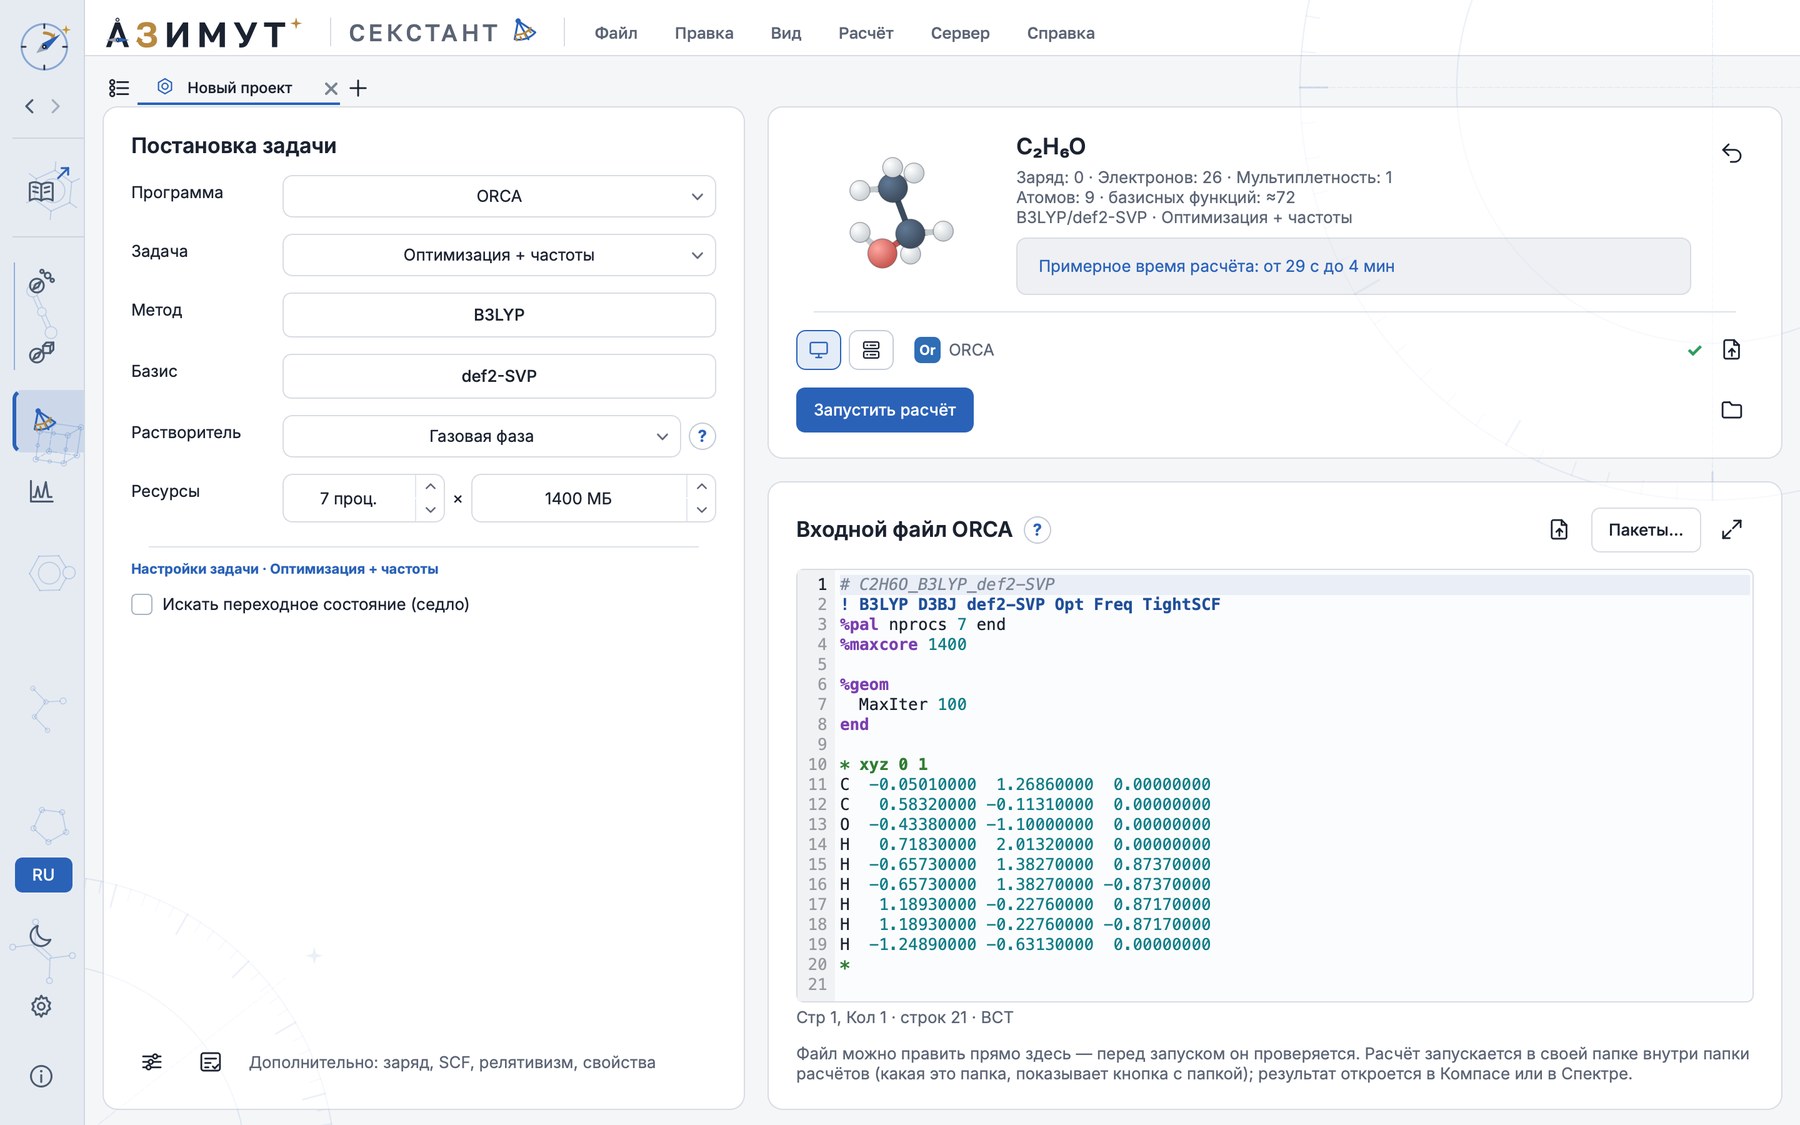 АЗИМУТ
СЕКСТАНТ
Файл
Правка
Вид
Расчёт
Сервер
Справка
Новый проект
Постановка задачи
Программа
ORCA
Задача
Оптимизация + частоты
Метод
B3LYP
Базис
def2-SVP
Растворитель
Газовая фаза
?
Ресурсы
7 проц.
×
1400 МБ
Настройки задачи · Оптимизация + частоты
Искать переходное состояние (седло)
Дополнительно: заряд, SCF, релятивизм, свойства
RU
C₂H₆O
Заряд: 0 · Электронов: 26 · Мультиплетность: 1
Атомов: 9 · базисных функций: ≈72
B3LYP/def2-SVP · Оптимизация + частоты
Примерное время расчёта: от 29 с до 4 мин
Or ORCA
Запустить расчёт
Входной файл ORCA
?
Пакеты...
1 # C2H6O_B3LYP_def2-SVP
2 ! B3LYP D3BJ def2-SVP Opt Freq TightSCF
3 %pal nprocs 7 end
4 %maxcore 1400
5
6 %geom
7 MaxIter 100
8 end
9
10 * xyz 0 1
11 C -0.05010000 1.26860000 0.00000000
12 C 0.58320000 -0.11310000 0.00000000
13 O -0.43380000 -1.10000000 0.00000000
14 H 0.71830000 2.01320000 0.00000000
15 H -0.65730000 1.38270000 0.87370000
16 H -0.65730000 1.38270000 -0.87370000
17 H 1.18930000 -0.22760000 0.87170000
18 H 1.18930000 -0.22760000 -0.87170000
19 H -1.24890000 -0.63130000 0.00000000
20 *
21
Стр 1, Кол 1 · строк 21 · ВСТ
Файл можно править прямо здесь — перед запуском он проверяется. Расчёт запускается в своей папке внутри папки
расчётов (какая это папка, показывает кнопка с папкой); результат откроется в Компасе или в Спектре.